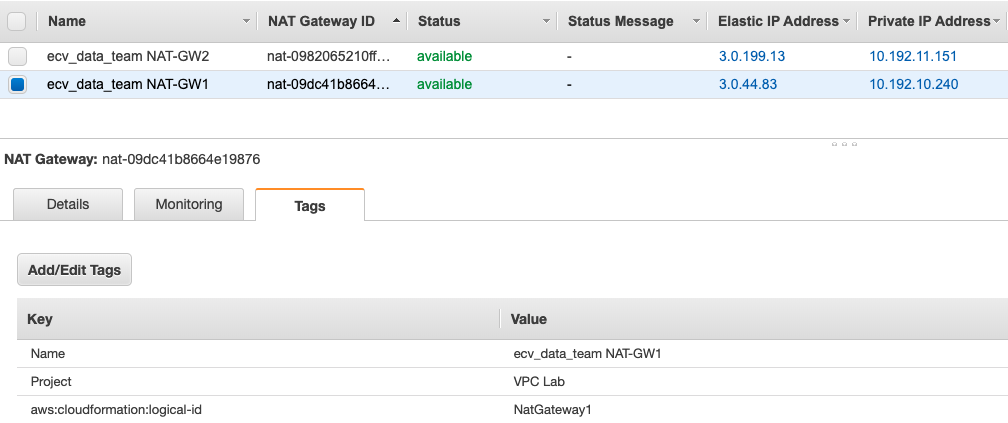 Name NAT Gateway ID Status Status Message Elastic IP Address Private IP Address
ecv_data_team NAT-GW2 nat-0982065210ff... available - 3.0.199.13 10.192.11.151
ecv_data_team NAT-GW1 nat-09dc41b8664... available - 3.0.44.83 10.192.10.240
NAT Gateway: nat-09dc41b8664e19876
Details Monitoring Tags
Add/Edit Tags
Key Value
Name ecv_data_team NAT-GW1
Project VPC Lab
aws:cloudformation:logical-id NatGateway1